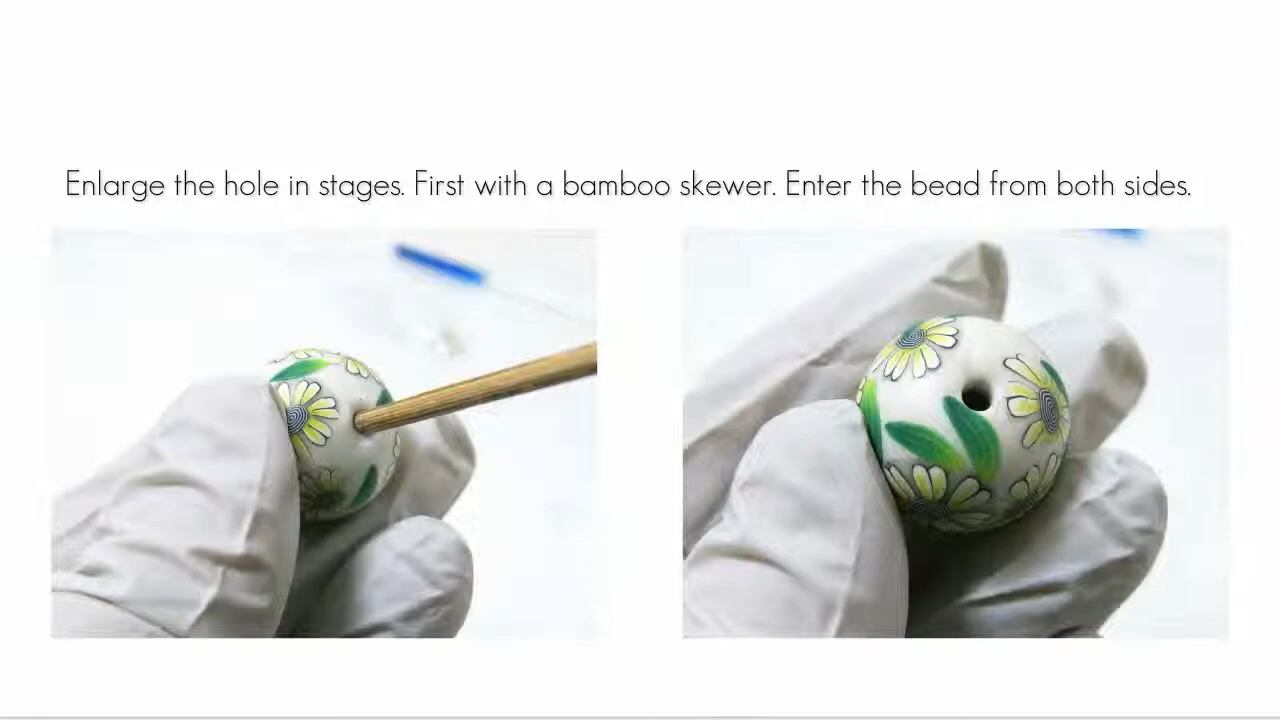 Enlarge the hole in stages. First with a bamboo skewer. Enter the bead from both sides.